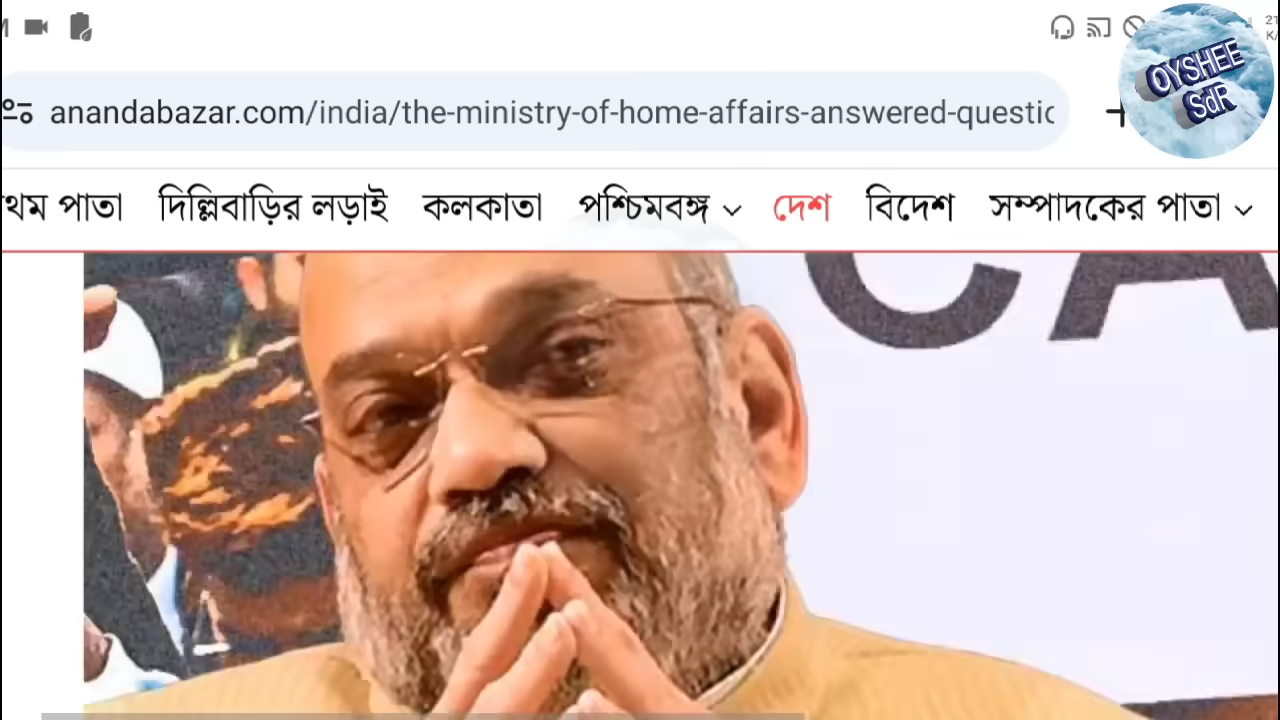 anandabazar.com/india/the-ministry-of-home-affairs-answered-questic
OYSHEE
SdR
থম পাতা দিল্লিবাড়ির লড়াই কলকাতা পশ্চিমবঙ্গ দেশ বিদেশ সম্পাদকের পাতা
CA